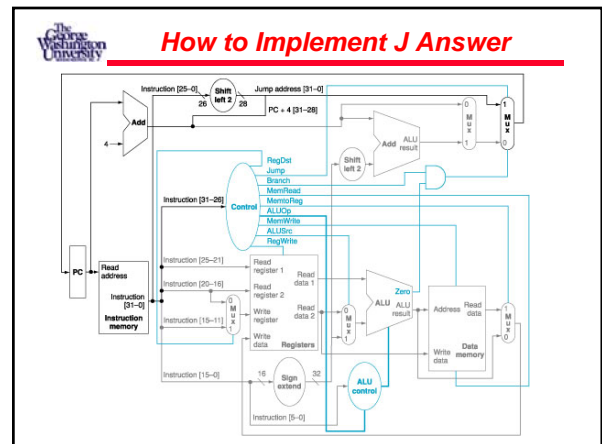 The
George
Washington
University
How to Implement J Answer
Instruction [25–0]
Shift
left 2
Jump address [31–0]
26
28
PC + 4 [31–28]
Add
4
0
M
u
x
1
1
M
u
x
0
Add
ALU
result
Shift
left 2
RegDst
Jump
Branch
MemRead
MemtoReg
ALUOp
MemWrite
ALUSrc
RegWrite
Instruction [31–26]
Control
PC
Read
address
Instruction
[31–0]
Instruction
memory
Instruction [25–21]
Instruction [20–16]
Instruction [15–11]
0
M
u
x
1
Read
register 1
Read
register 2
Write
register
Write
data
Read
data 1
Read
data 2
Registers
0
M
u
x
1
Zero
ALU
ALU
result
Address
Read
data
Data
memory
Write
data
1
M
u
x
0
Instruction [15–0]
16
Sign
extend
32
ALU
control
Instruction [5–0]